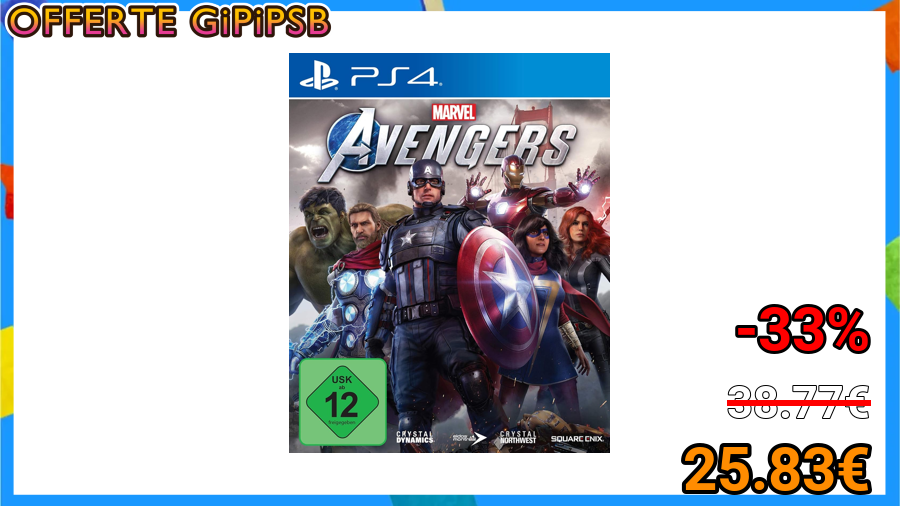 OFFERTE GiPiPSB
PS4
MARVEL
AVENGERS
A
USK
ab
12
freigegeben
CRYSTAL
DYNAMICS
CRYSTAL
NORTHWEST
SQUARE ENIX.
-33%
38.77€
25.83€